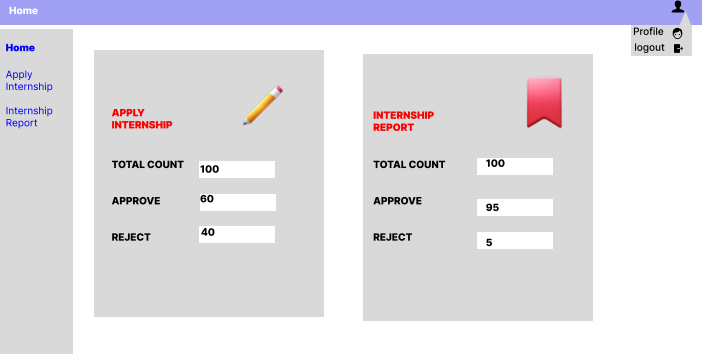 Home
Profile
logout
Home
Apply
Internship
Internship
Report
APPLY
INTERNSHIP
TOTAL COUNT 100
APPROVE 60
REJECT 40
INTERNSHIP
REPORT
TOTAL COUNT 100
APPROVE 95
REJECT 5